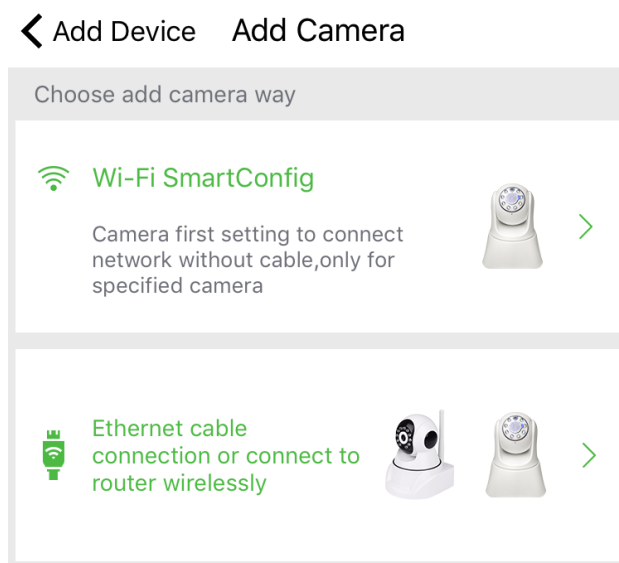 Add Device Add Camera
Choose add camera way
Wi-Fi SmartConfig
Camera first setting to connect
network without cable,only for
specified camera
Ethernet cable
connection or connect to
router wirelessly